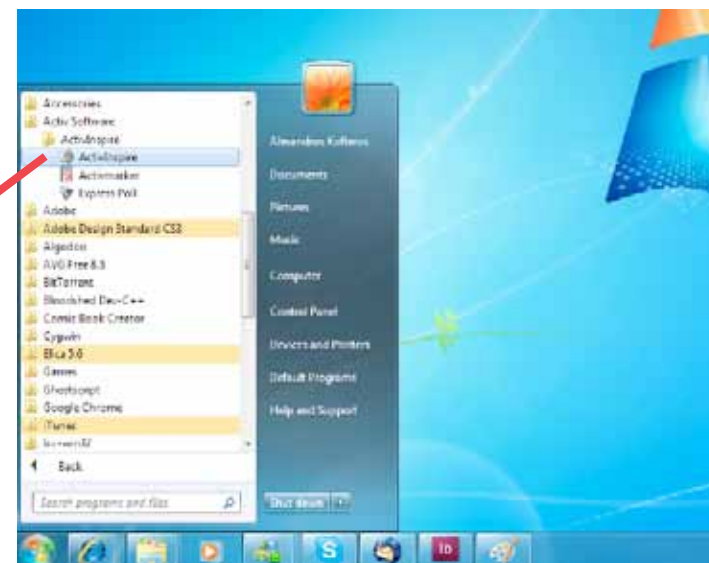 Accessories
Activ Software
ActivInspire
ActivInspire
Activmarker
Express Poll
Adobe
Adobe Design Standard CS3
Algodoo
AVG Free 8.5
BitTorrent
Bloodshed Dev-C++
Comic Book Creator
Cygwin
Elica 5.6
Games
Ghostscript
Google Chrome
iTunes
Back
Search programs and files
Documents
Pictures
Music
Computer
Control Panel
Devices and Printers
Default Programs
Help and Support
Shut down